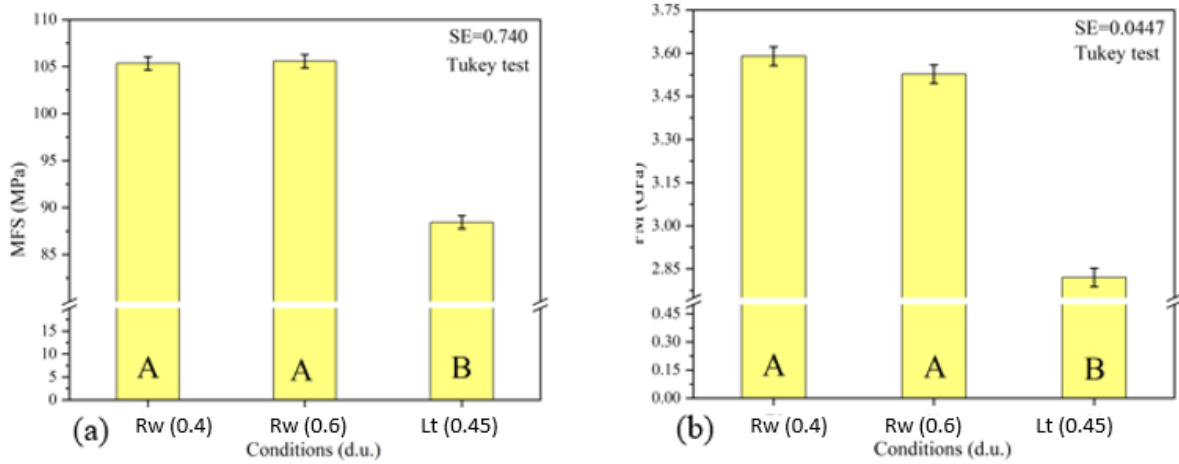 110
105
100
95
90
85
15
10
5
0
MFS (MPa)
SE=0.740
Tukey test
A
A
B
(a)
Rw (0.4)
Rw (0.6)
Lt (0.45)
Conditions (d.u.)
3.75
3.60
3.45
3.30
3.15
3.00
2.85
0.45
0.30
0.15
0.00
SE=0.0447
Tukey test
A
A
B
(b)
Rw (0.4)
Rw (0.6)
Lt (0.45)
Conditions (d.u.)